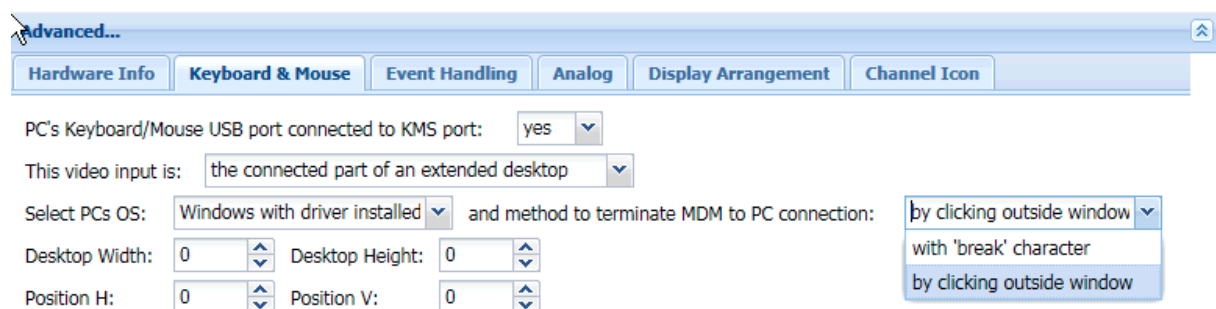 Advanced...
Hardware Info Keyboard & Mouse Event Handling Analog Display Arrangement Channel Icon
PC's Keyboard/Mouse USB port connected to KMS port: yes
This video input is: the connected part of an extended desktop
Select PCs OS: Windows with driver installed and method to terminate MDM to PC connection: by clicking outside window
with 'break' character
Desktop Width: 0 Desktop Height: 0
by clicking outside window
Position H: 0 Position V: 0